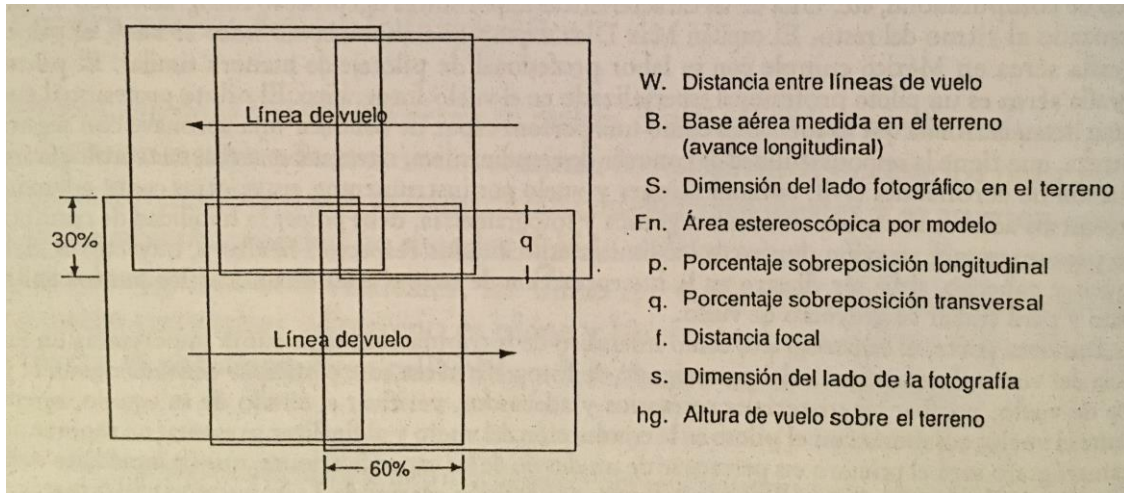 Línea de vuelo
30%
q
Línea de vuelo
60%
W. Distancia entre líneas de vuelo
B. Base aérea medida en el terreno
(avance longitudinal)
S. Dimensión del lado fotográfico en el terreno
Fn. Área estereoscópica por modelo
p. Porcentaje sobreposición longitudinal
q. Porcentaje sobreposición transversal
f. Distancia focal
s. Dimensión del lado de la fotografía
hg. Altura de vuelo sobre el terreno